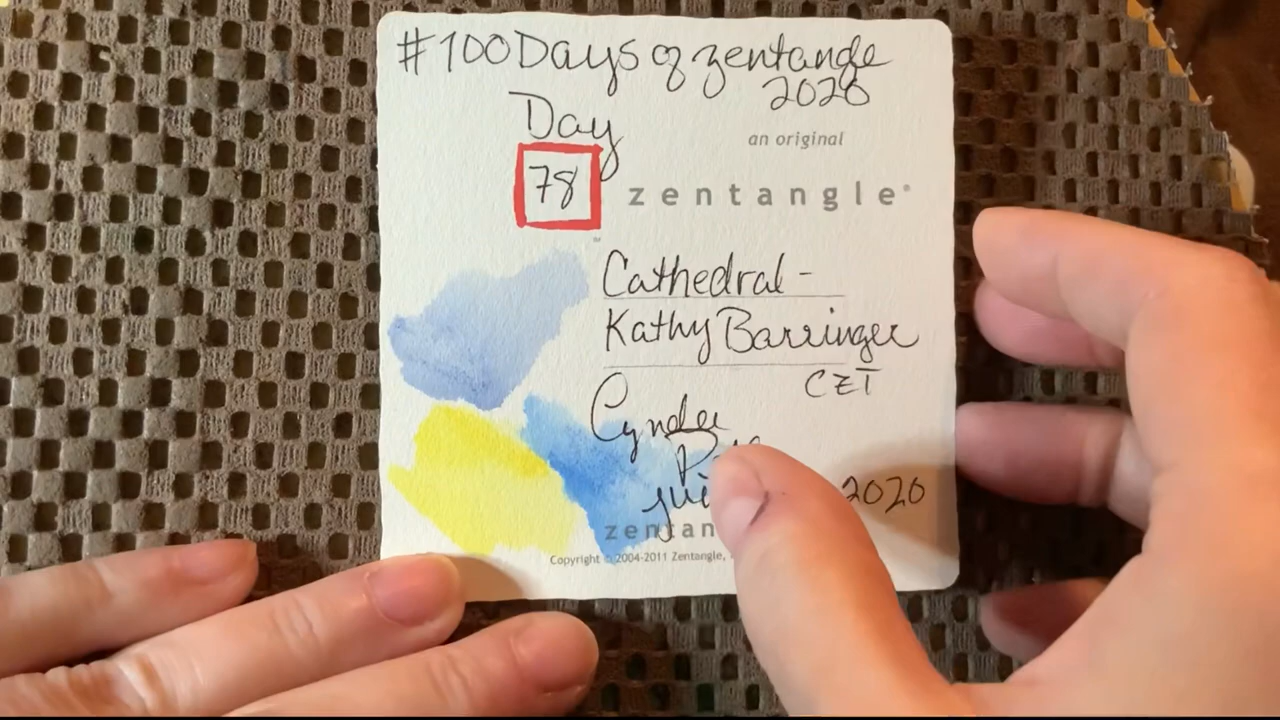 #100Days of zentangle
2020
Day
an original
78
zentangle®
Cathedral -
Kathy Barringer
CZT
Cyndee
2020
zentan
Copyright © 2004-2011 Zentangle,